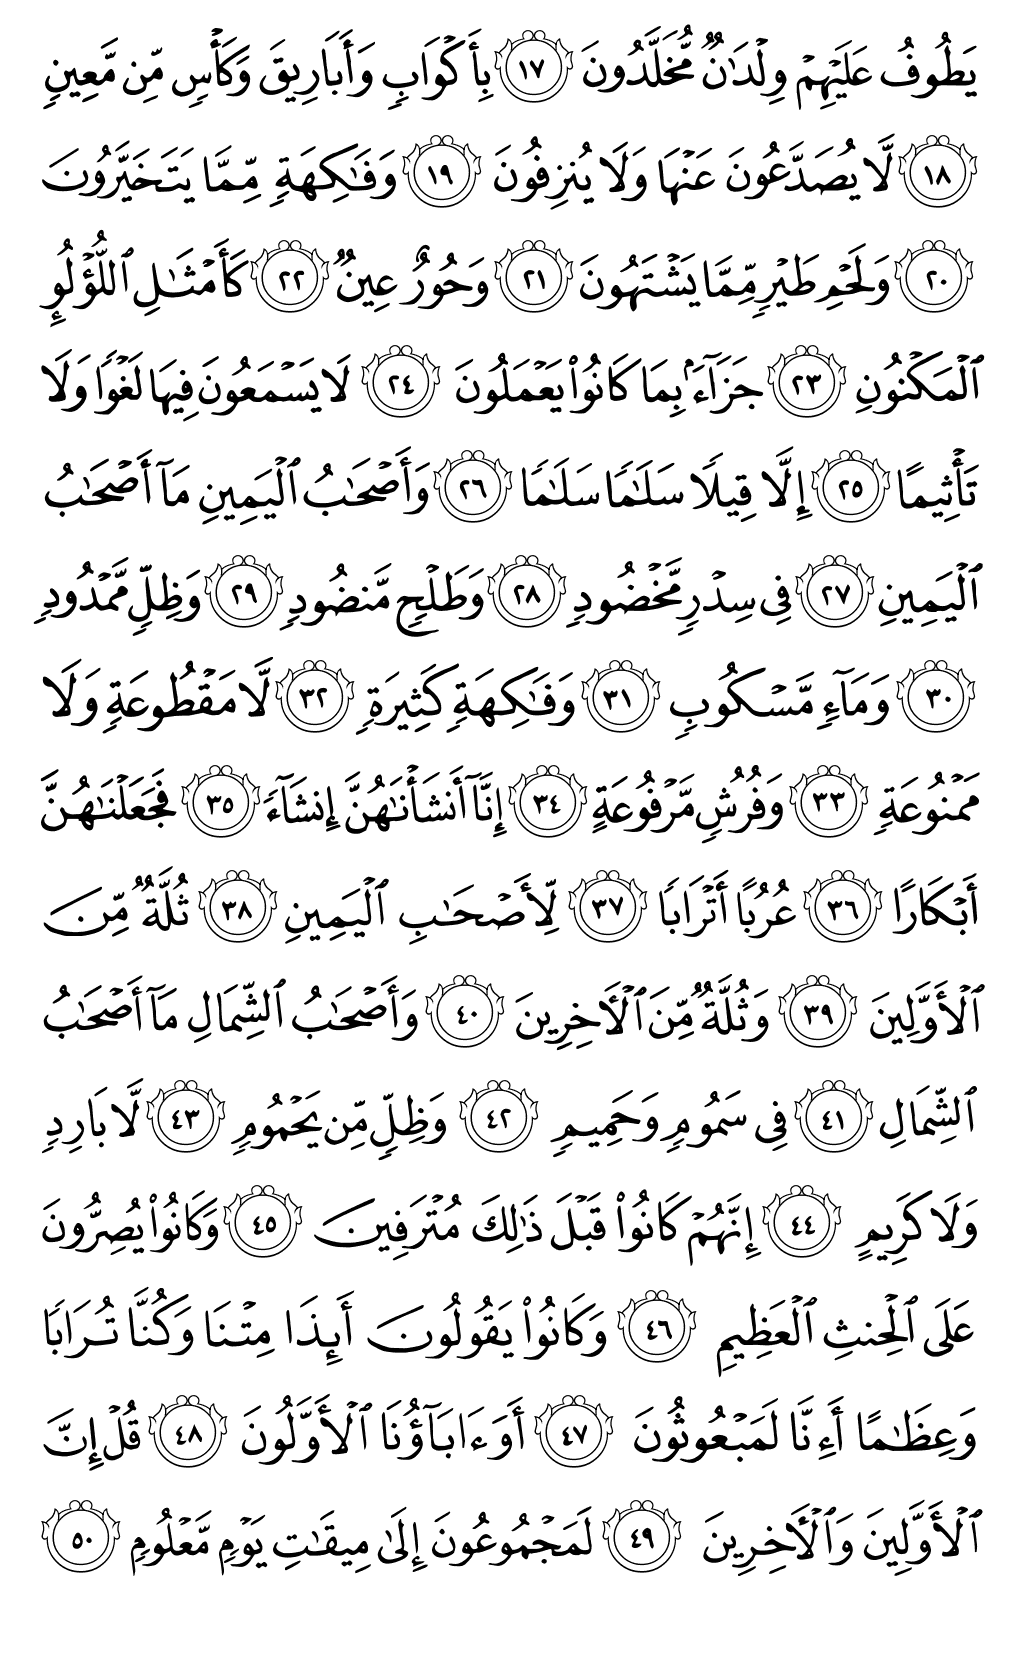 يَطُوفُ عَلَيۡهِمۡ وِلۡدَٰنٞ مُّخَلَّدُونَ ١٧ بِأَكۡوَابٖ وَأَبَارِيقَ وَكَأۡسٖ مِّن مَّعِينٖ
١٨ لَّا يُصَدَّعُونَ عَنۡهَا وَلَا يُنزِفُونَ ١٩ وَفَٰكِهَةٖ مِّمَّا يَتَخَيَّرُونَ
٢٠ وَلَحۡمِ طَيۡرٖ مِّمَّا يَشۡتَهُونَ ٢١ وَحُورٌ عِينٞ ٢٢ كَأَمۡثَٰلِ ٱللُّؤۡلُوِٕ
ٱلۡمَكۡنُونِ ٢٣ جَزَآءَۢ بِمَا كَانُواْ يَعۡمَلُونَ ٢٤ لَا يَسۡمَعُونَ فِيهَا لَغۡوٗا وَلَا
تَأۡثِيمًا ٢٥ إِلَّا قِيلٗا سَلَٰمٗا سَلَٰمٗا ٢٦ وَأَصۡحَٰبُ ٱلۡيَمِينِ مَآ أَصۡحَٰبُ
ٱلۡيَمِينِ ٢٧ فِي سِدۡرٖ مَّخۡضُودٖ ٢٨ وَطَلۡحٖ مَّنضُودٖ ٢٩ وَظِلّٖ مَّمۡدُودٖ
٣٠ وَمَآءٖ مَّسۡكُوبٖ ٣١ وَفَٰكِهَةٖ كَثِيرَةٖ ٣٢ لَّا مَقۡطُوعَةٖ وَلَا
مَمۡنُوعَةٖ ٣٣ وَفُرُشٖ مَّرۡفُوعَةٍ ٣٤ إِنَّآ أَنشَأۡنَٰهُنَّ إِنشَآءٗ ٣٥ فَجَعَلۡنَٰهُنَّ
أَبۡكَارًا ٣٦ عُرُبًا أَتۡرَابٗا ٣٧ لِّأَصۡحَٰبِ ٱلۡيَمِينِ ٣٨ ثُلَّةٞ مِّنَ
ٱلۡأَوَّلِينَ ٣٩ وَثُلَّةٞ مِّنَ ٱلۡأٓخِرِينَ ٤٠ وَأَصۡحَٰبُ ٱلشِّمَالِ مَآ أَصۡحَٰبُ
ٱلشِّمَالِ ٤١ فِي سَمُومٖ وَحَمِيمٖ ٤٢ وَظِلّٖ مِّن يَحۡمُومٖ ٤٣ لَّا بَارِدٖ
وَلَا كَرِيمٍ ٤٤ إِنَّهُمۡ كَانُواْ قَبۡلَ ذَٰلِكَ مُتۡرَفِينَ ٤٥ وَكَانُواْ يُصِرُّونَ
عَلَى ٱلۡحِنثِ ٱلۡعَظِيمِ ٤٦ وَكَانُواْ يَقُولُونَ أَئِذَا مِتۡنَا وَكُنَّا تُرَابٗا
وَعِظَٰمًا أَءِنَّا لَمَبۡعُوثُونَ ٤٧ أَوَءَابَآؤُنَا ٱلۡأَوَّلُونَ ٤٨ قُلۡ إِنَّ
ٱلۡأَوَّلِينَ وَٱلۡأٓخِرِينَ ٤٩ لَمَجۡمُوعُونَ إِلَىٰ مِيقَٰتِ يَوۡمٖ مَّعۡلُومٖ ٥٠